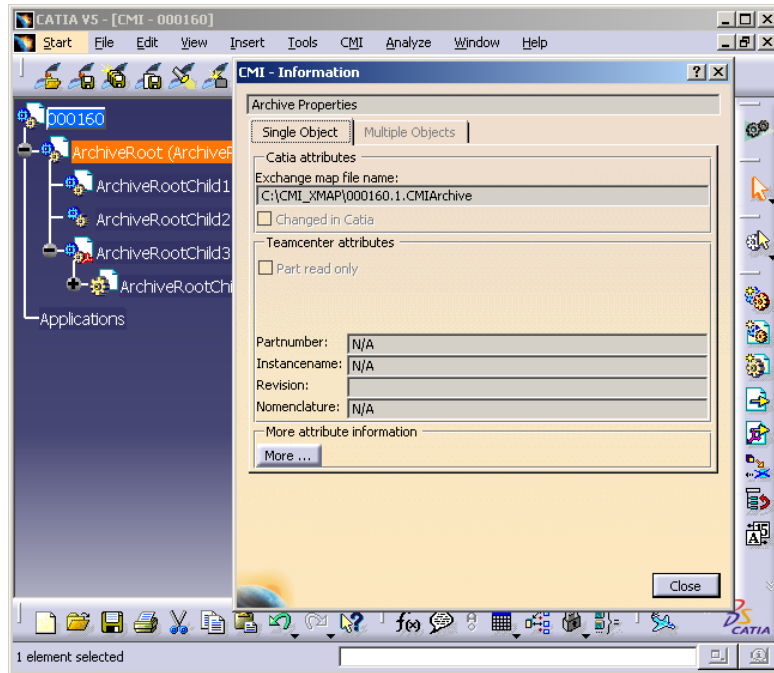 CATIA V5 - [CMI - 000160]
Start File Edit View Insert Tools CMI Analyze Window Help
CMI - Information
000160
ArchiveRoot (ArchiveR
ArchiveRootChild1
ArchiveRootChild2
ArchiveRootChild3
ArchiveRootChi
Applications
Archive Properties
Single Object Multiple Objects
Catia attributes
Exchange map file name:
C:\CMI_XMAP\000160.1.CMIArchive
Changed in Catia
Teamcenter attributes
Part read only
Partnumber: N/A
Instancename: N/A
Revision:
Nomenclature: N/A
More attribute information
More ...
Close
f(x)
CATIA
1 element selected